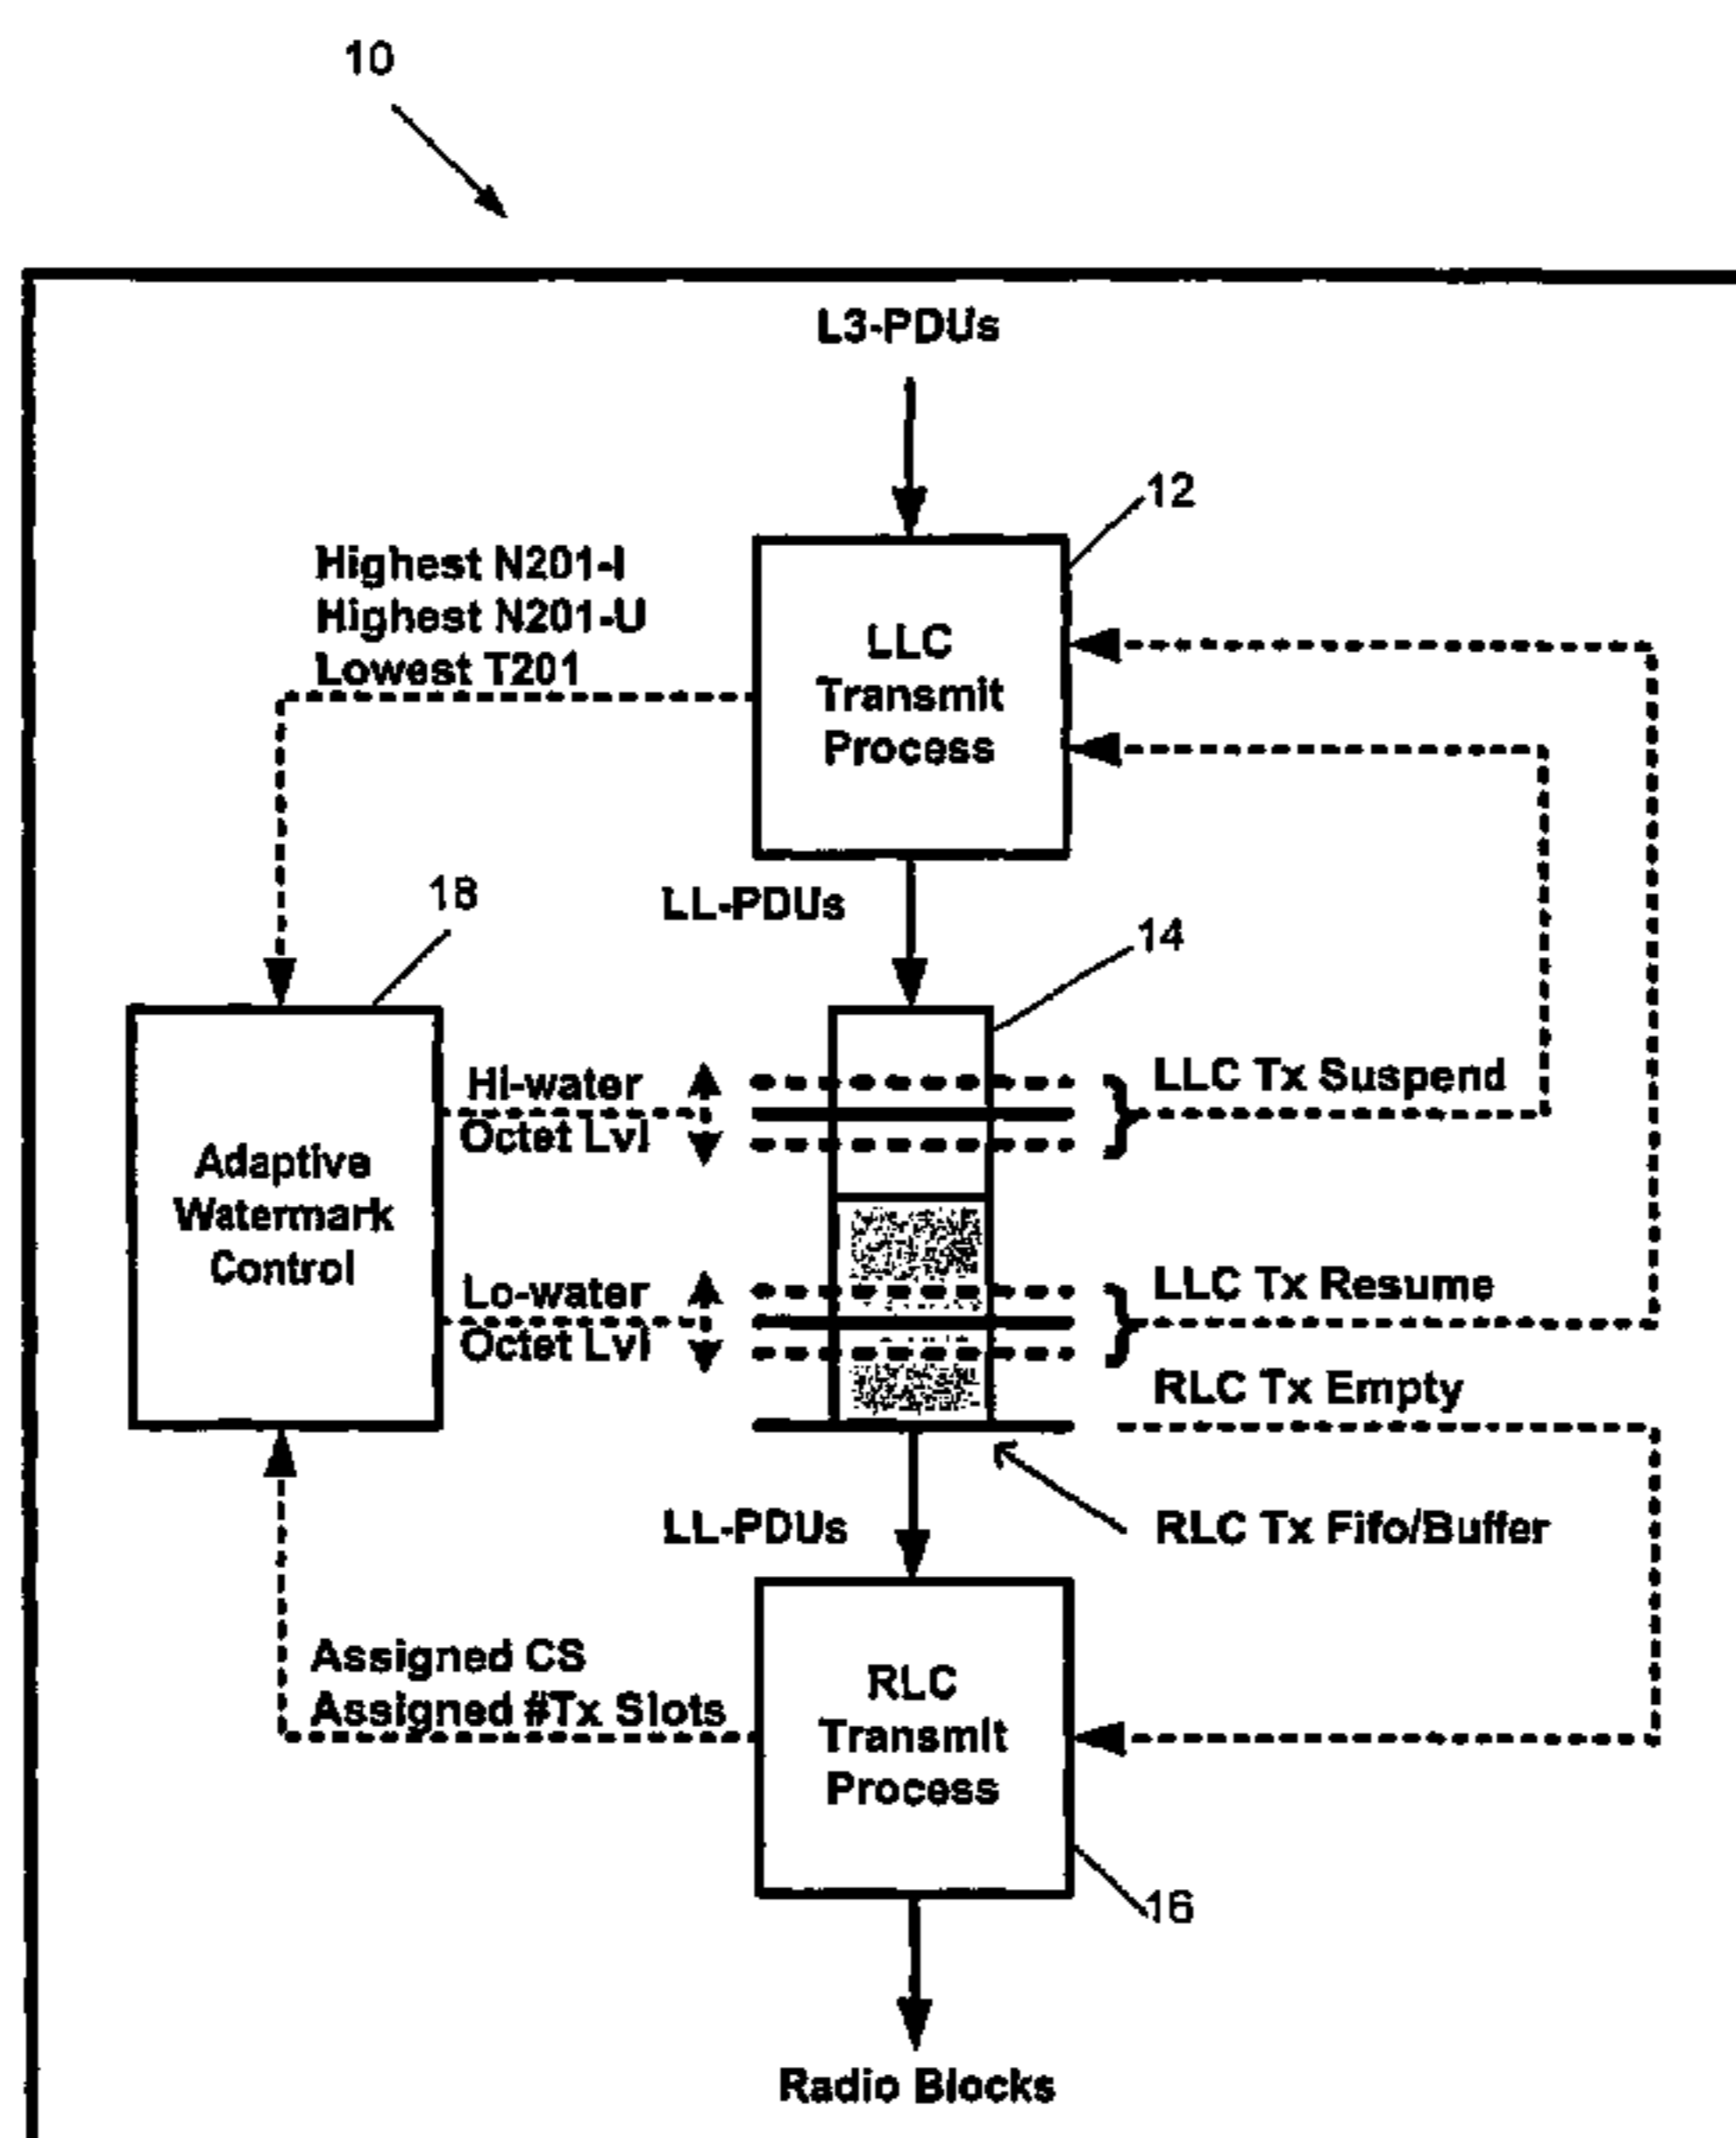 10
L3-PDUs
12
Highest N201-I
Highest N201-U
Lowest T201
LLC
Transmit
Process
18
LL-PDUs
14
Hi-water
Octet Lvl
LLC Tx Suspend
Adaptive
Watermark
Control
Lo-water
Octet Lvl
LLC Tx Resume
RLC Tx Empty
LL-PDUs
RLC Tx Fifo/Buffer
Assigned CS
Assigned #Tx Slots
RLC
Transmit
Process
16
Radio Blocks